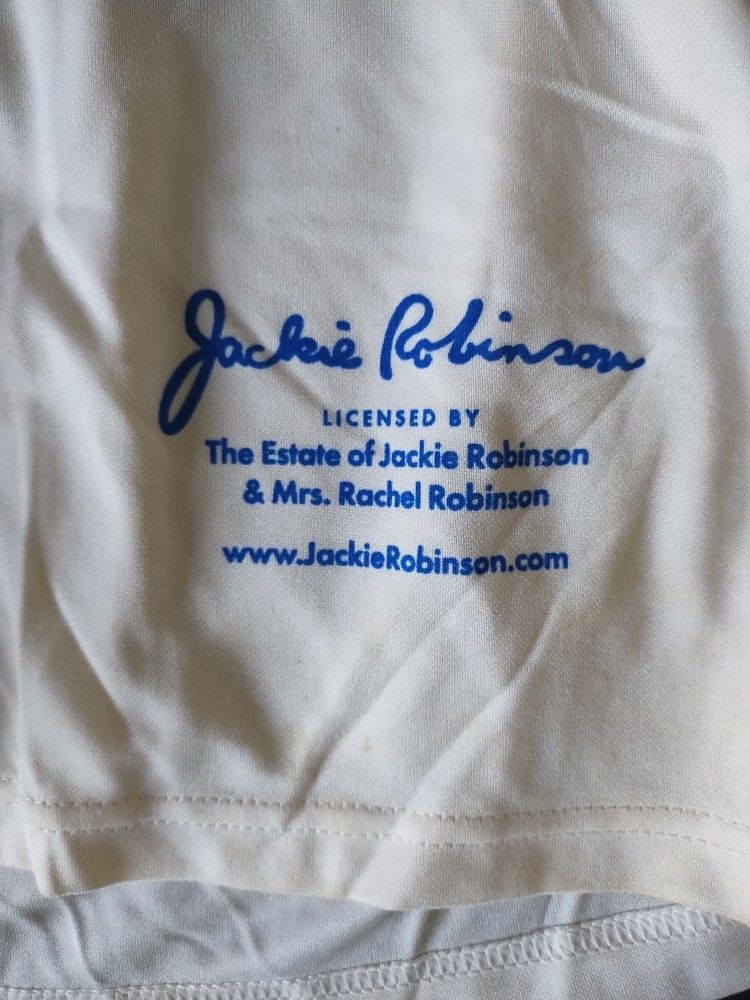 Jackie Robinson
LICENSED BY
The Estate of Jackie Robinson
& Mrs. Rachel Robinson
www.JackieRobinson.com